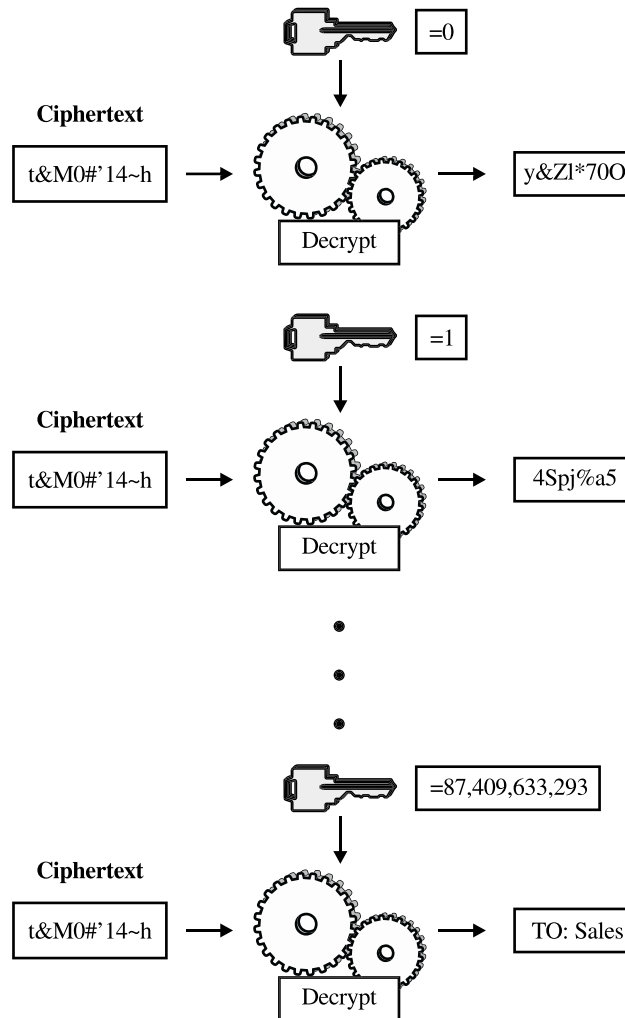 =0
Ciphertext
t&M0#’14~h
y&Zl*70O
Decrypt
=1
Ciphertext
t&M0#’14~h
4Spj%a5
Decrypt
=87,409,633,293
Ciphertext
t&M0#’14~h
TO: Sales
Decrypt